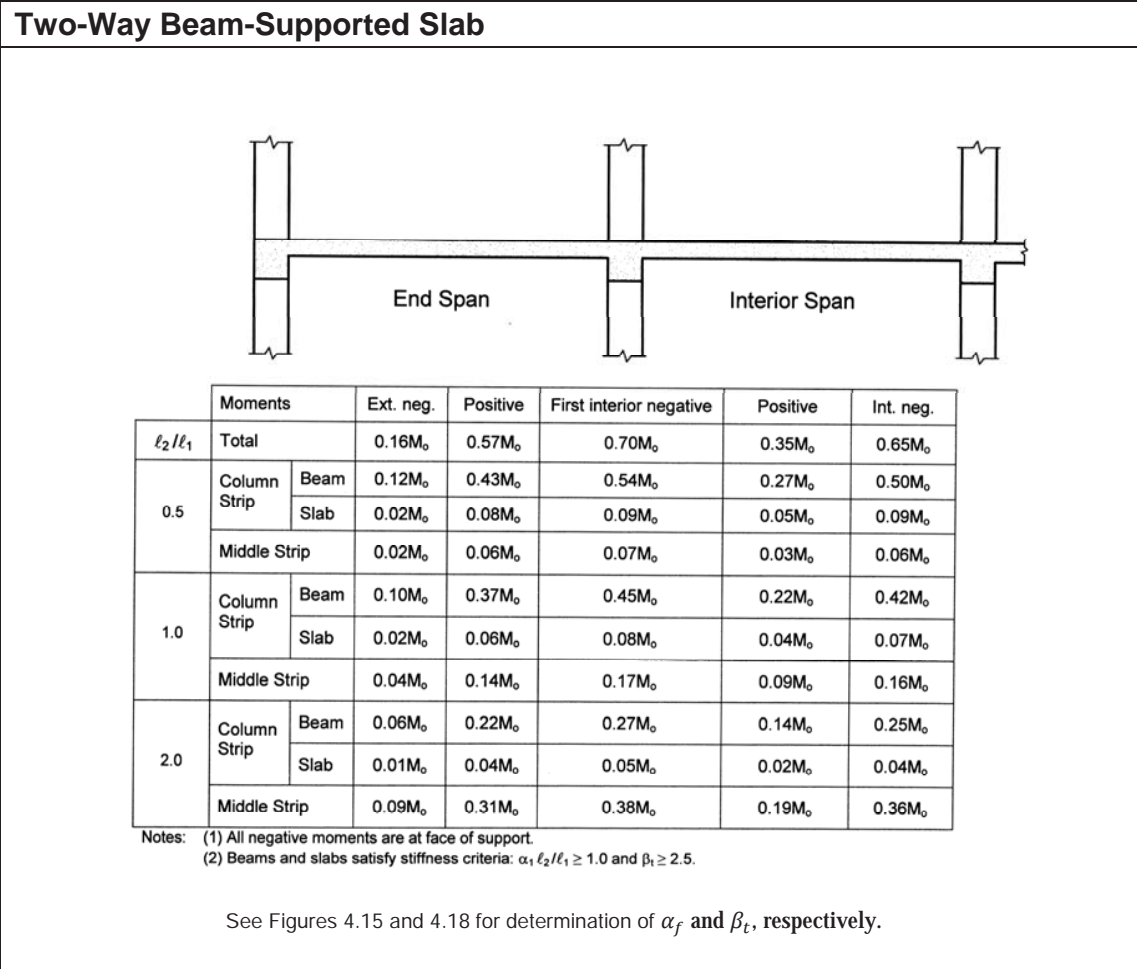 Two-Way Beam-Supported Slab
End Span
Interior Span
Moments Ext. neg. Positive First interior negative Positive Int. neg.
ℓ₂/ℓ₁ Total 0.16Mₒ 0.57Mₒ 0.70Mₒ 0.35Mₒ 0.65Mₒ
0.5 Column Strip Beam 0.12Mₒ 0.43Mₒ 0.54Mₒ 0.27Mₒ 0.50Mₒ
Slab 0.02Mₒ 0.08Mₒ 0.09Mₒ 0.05Mₒ 0.09Mₒ
Middle Strip 0.02Mₒ 0.06Mₒ 0.07Mₒ 0.03Mₒ 0.06Mₒ
1.0 Column Strip Beam 0.10Mₒ 0.37Mₒ 0.45Mₒ 0.22Mₒ 0.42Mₒ
Slab 0.02Mₒ 0.06Mₒ 0.08Mₒ 0.04Mₒ 0.07Mₒ
Middle Strip 0.04Mₒ 0.14Mₒ 0.17Mₒ 0.09Mₒ 0.16Mₒ
2.0 Column Strip Beam 0.06Mₒ 0.22Mₒ 0.27Mₒ 0.14Mₒ 0.25Mₒ
Slab 0.01Mₒ 0.04Mₒ 0.05Mₒ 0.02Mₒ 0.04Mₒ
Middle Strip 0.09Mₒ 0.31Mₒ 0.38Mₒ 0.19Mₒ 0.36Mₒ
Notes: (1) All negative moments are at face of support.
(2) Beams and slabs satisfy stiffness criteria: α₁ ℓ₂/ℓ₁ ≥ 1.0 and βₜ ≥ 2.5.
See Figures 4.15 and 4.18 for determination of α_f and βₜ, respectively.